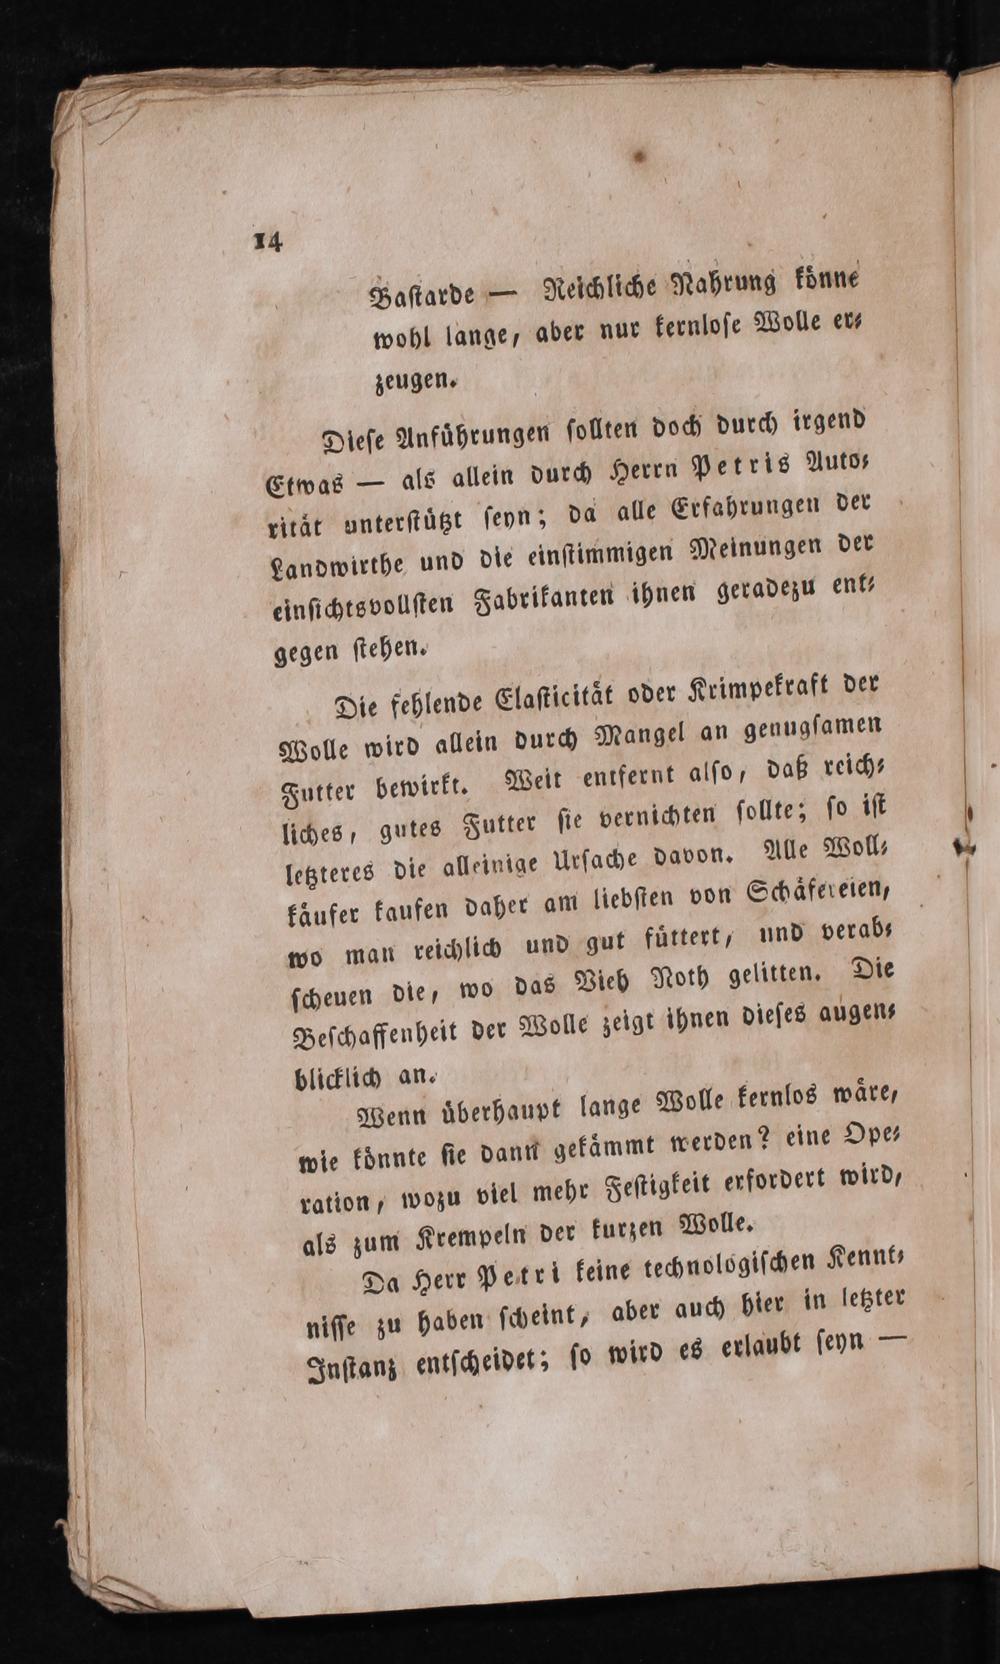 14
Baſtarde — Reichliche Nahrung könne
wohl lange, aber nur kernloſe Wolle er⸗
zeugen.
Dieſe Anführungen ſollten doch durch irgend
Etwas — als allein durch Herrn Petris Auto⸗
rität unterſtützt ſeyn; da alle Erfahrungen der
Landwirthe und die einſtimmigen Meinungen der
einſichtsvollſten Fabrikanten ihnen geradezu ent⸗
gegen ſtehen.
Die fehlende Elaſticität oder Krimpekraft der
Wolle wird allein durch Mangel an genugſamen
Futter bewirkt. Weit entfernt alſo, daß reich⸗
liches, gutes Futter ſie vernichten ſollte; ſo iſt
letzteres die alleinige Urſache davon. Alle Woll⸗
käufer kaufen daher am liebſten von Schäfereien,
wo man reichlich und gut füttert, und verab⸗
ſcheuen die, wo das Vieh Noth gelitten. Die
Beſchaffenheit der Wolle zeigt ihnen dieſes augen⸗
blicklich an.
Wenn überhaupt lange Wolle kernlos wäre,
wie könnte ſie dann gekämmt werden? eine Ope⸗
ration, wozu viel mehr Feſtigkeit erfordert wird,
als zum Krempeln der kurzen Wolle.
Da Herr Petri keine technologiſchen Kennt⸗
niſſe zu haben ſcheint, aber auch hier in letzter
Inſtanz entſcheidet; ſo wird es erlaubt ſeyn —